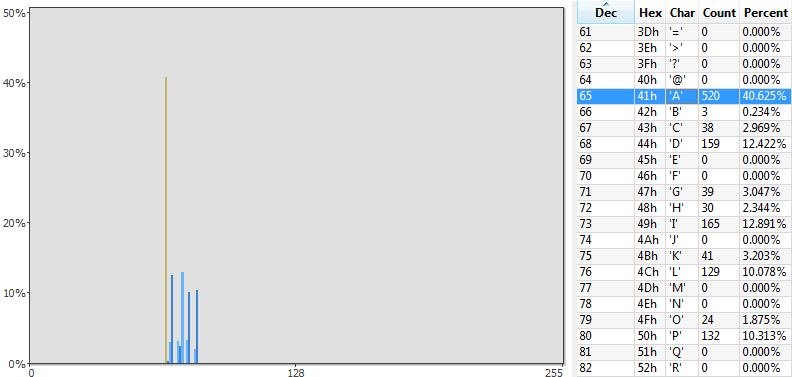 50%
40%
30%
20%
10%
0%
0 128 255
Dec Hex Char Count Percent
61 3Dh '=' 0 0.000%
62 3Eh '>' 0 0.000%
63 3Fh '?' 0 0.000%
64 40h '@' 0 0.000%
65 41h 'A' 520 40.625%
66 42h 'B' 3 0.234%
67 43h 'C' 38 2.969%
68 44h 'D' 159 12.422%
69 45h 'E' 0 0.000%
70 46h 'F' 0 0.000%
71 47h 'G' 39 3.047%
72 48h 'H' 30 2.344%
73 49h 'I' 165 12.891%
74 4Ah 'J' 0 0.000%
75 4Bh 'K' 41 3.203%
76 4Ch 'L' 129 10.078%
77 4Dh 'M' 0 0.000%
78 4Eh 'N' 0 0.000%
79 4Fh 'O' 24 1.875%
80 50h 'P' 132 10.313%
81 51h 'Q' 0 0.000%
82 52h 'R' 0 0.000%